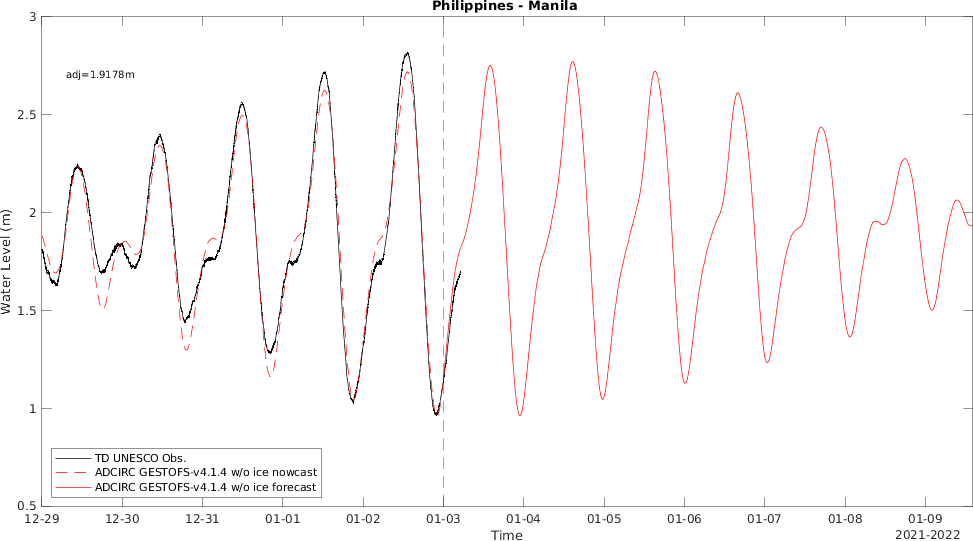 Philippines - Manila
3
adj=1.9178m
2.5
2
Water Level (m)
1.5
1
TD UNESCO Obs.
ADCIRC GESTOFS-v4.1.4 w/o ice nowcast
ADCIRC GESTOFS-v4.1.4 w/o ice forecast
0.5
12-29 12-30 12-31 01-01 01-02 01-03 01-04 01-05 01-06 01-07 01-08 01-09
Time
2021-2022